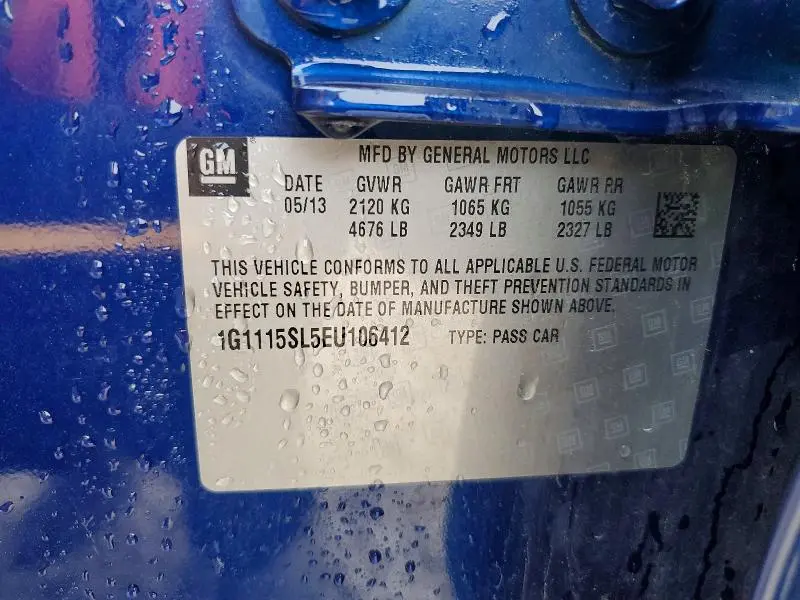 GM
MFD BY GENERAL MOTORS LLC
DATE GVWR GAWR FRT GAWR RR
05/13 2120 KG 1065 KG 1055 KG
4676 LB 2349 LB 2327 LB
THIS VEHICLE CONFORMS TO ALL APPLICABLE U.S. FEDERAL MOTOR
VEHICLE SAFETY, BUMPER, AND THEFT PREVENTION STANDARDS IN
EFFECT ON THE DATE OF MANUFACTURE SHOWN ABOVE.
1G1115SL5EU106412 TYPE: PASS CAR